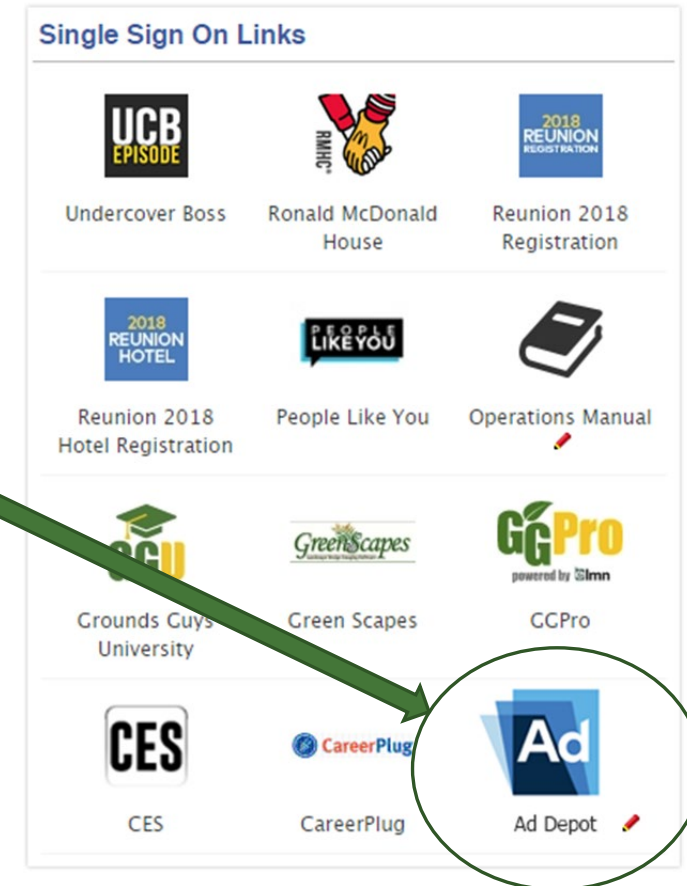 Single Sign On Links
UCB
EPISODE
RMHC®
2018
REUNION
REGISTRATION
Undercover Boss
Ronald McDonald
House
Reunion 2018
Registration
2018
REUNION
HOTEL
PEOPLE
LIKE YOU
Reunion 2018
Hotel Registration
People Like You
Operations Manual
GGU
GreenScapes
GGPro
powered by lmn
Grounds Guys
University
Green Scapes
GGPro
CES
CareerPlug
Ad
CES
CareerPlug
Ad Depot